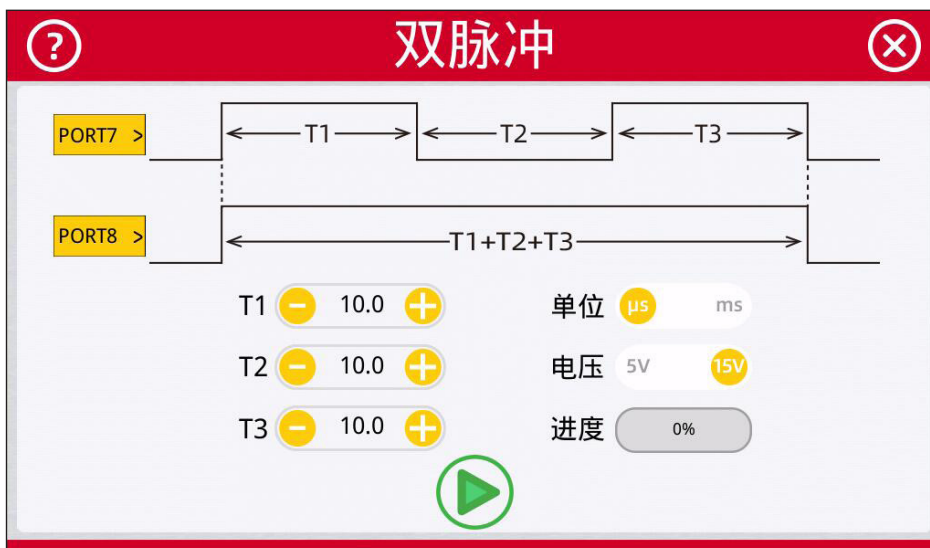 ?
双脉冲
PORT7 >
T1
T2
T3
PORT8 >
T1+T2+T3
T1 − 10.0 +
单位 µs ms
T2 − 10.0 +
电压 5V 15V
T3 − 10.0 +
进度 0%